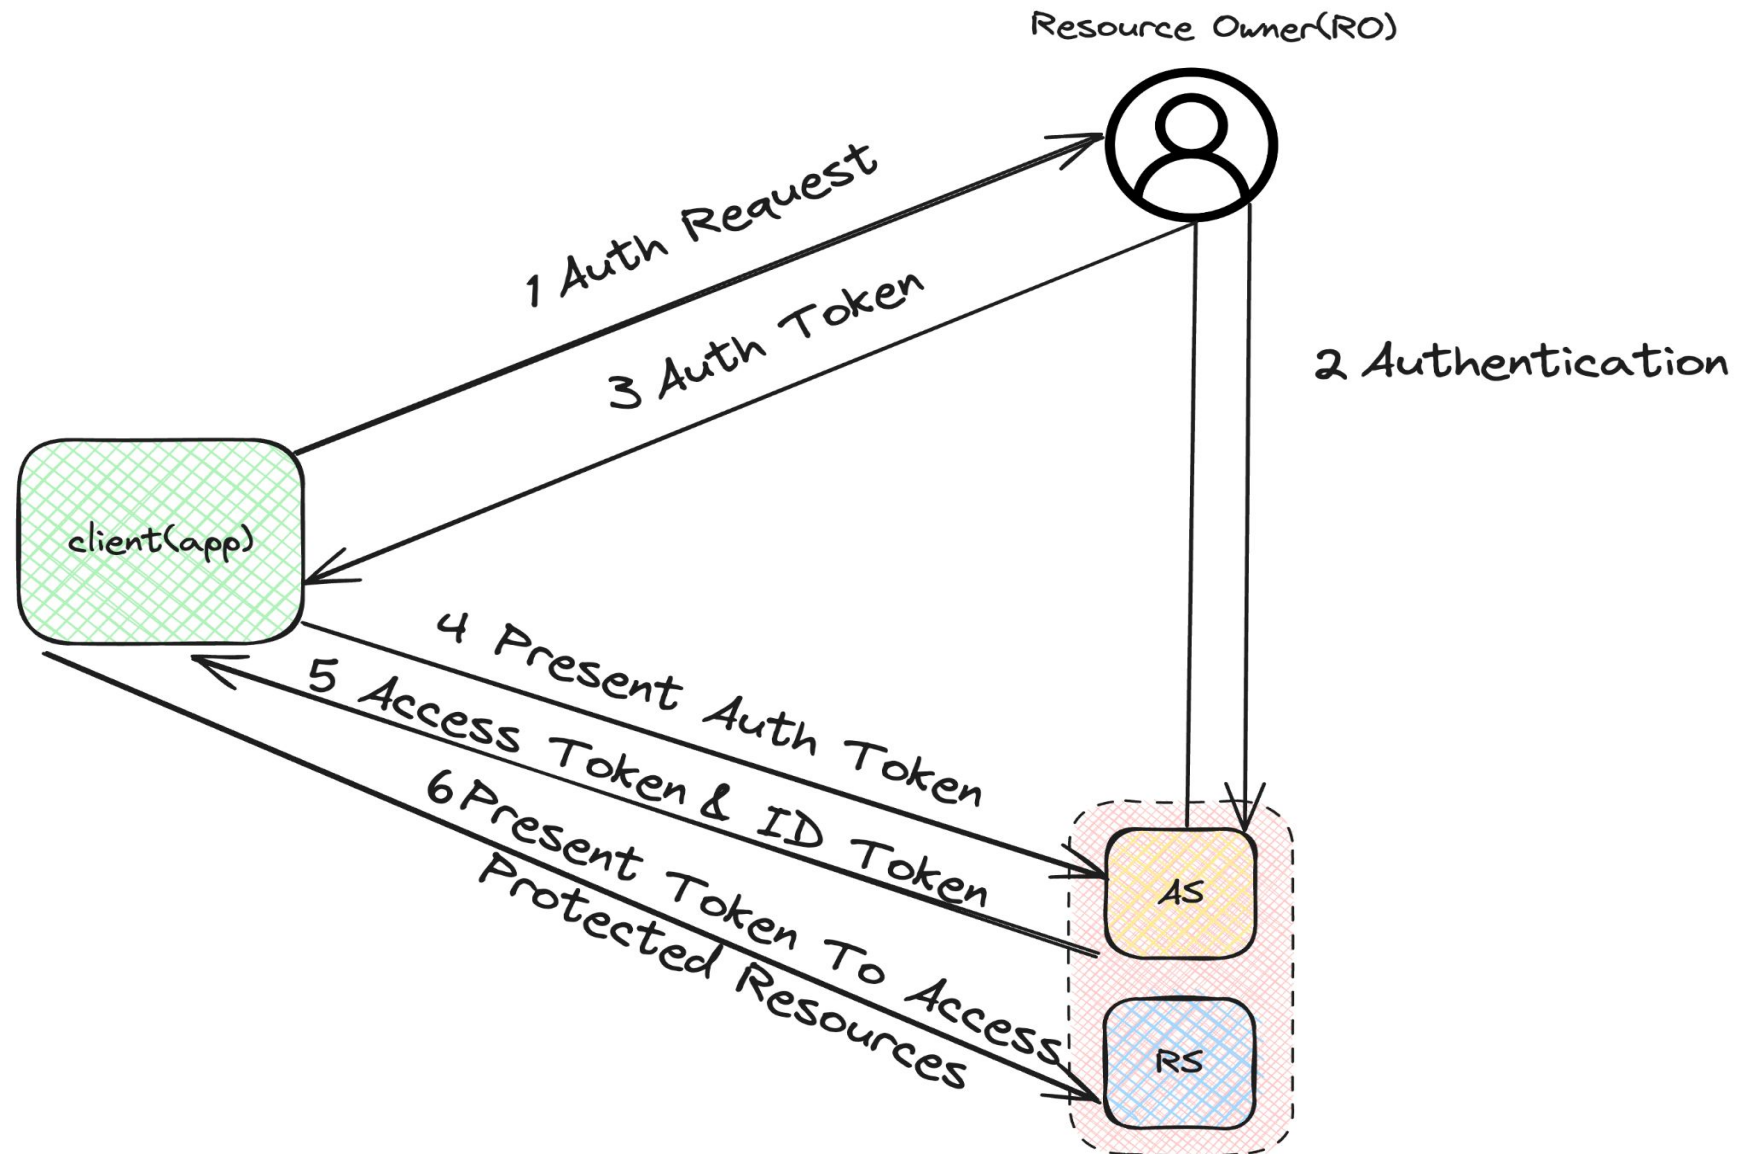 Resource Owner(RO)
1 Auth Request
3 Auth Token
2 Authentication
client(app)
4 Present Auth Token
5 Access Token & ID Token
6 Present Token To Access
Protected Resources
AS
RS